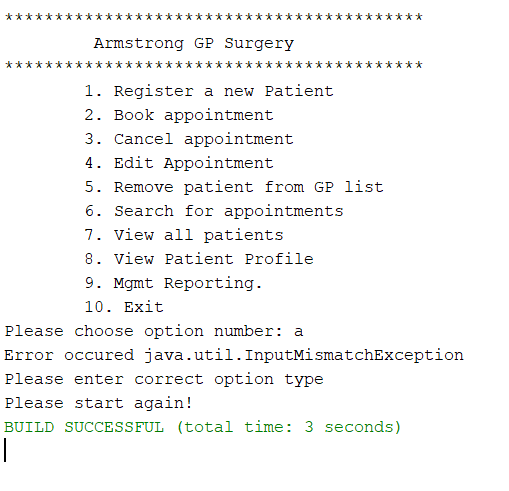 ******************************************
Armstrong GP Surgery
******************************************
1. Register a new Patient
2. Book appointment
3. Cancel appointment
4. Edit Appointment
5. Remove patient from GP list
6. Search for appointments
7. View all patients
8. View Patient Profile
9. Mgmt Reporting.
10. Exit
Please choose option number: a
Error occured java.util.InputMismatchException
Please enter correct option type
Please start again!
BUILD SUCCESSFUL (total time: 3 seconds)